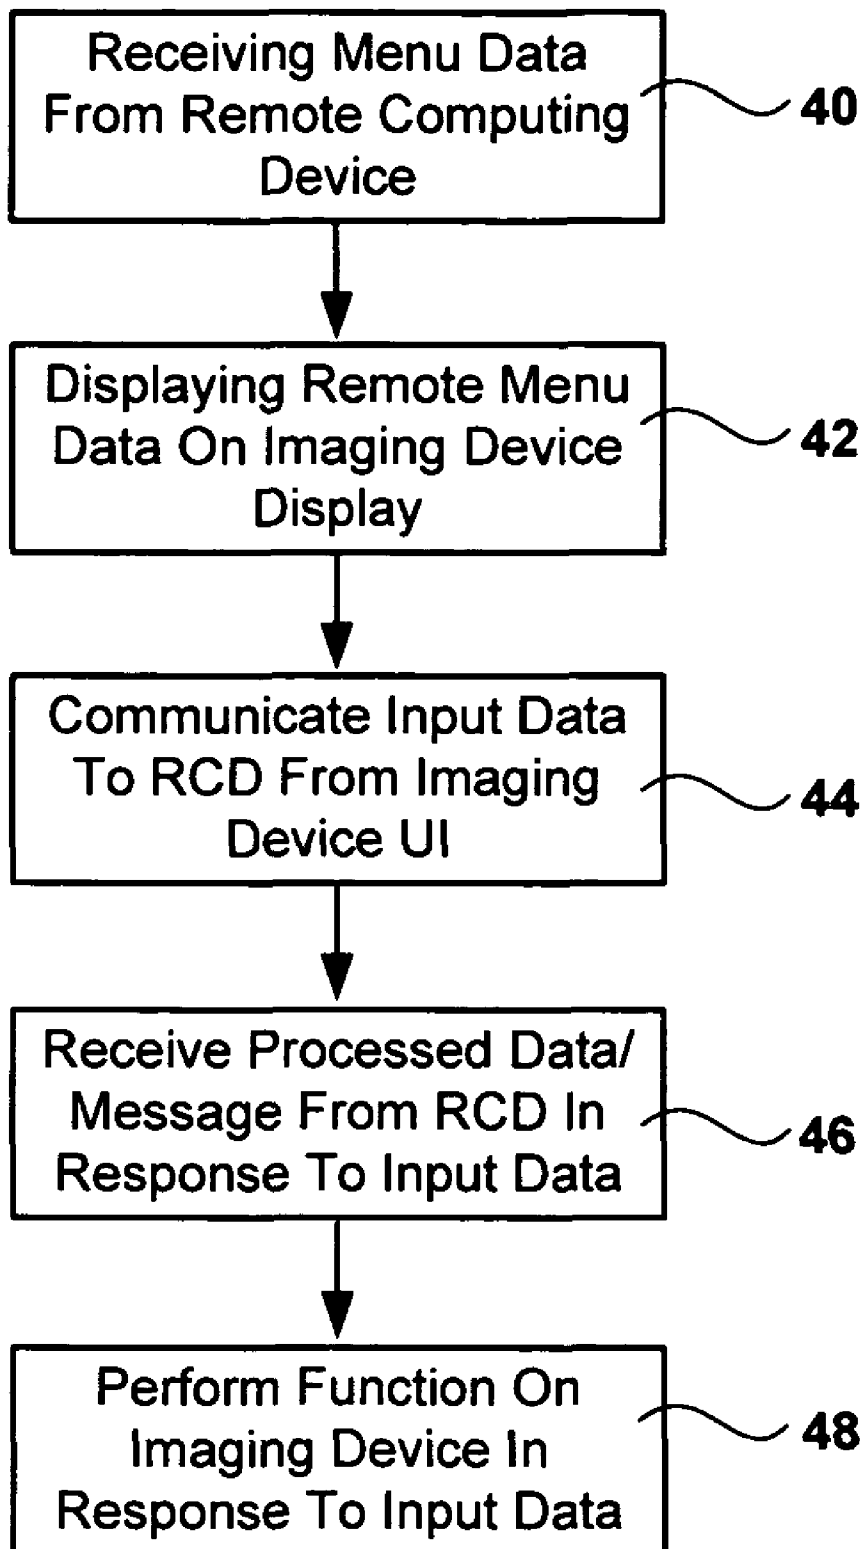 Receiving Menu Data
From Remote Computing
Device
40
Displaying Remote Menu
Data On Imaging Device
Display
42
Communicate Input Data
To RCD From Imaging
Device UI
44
Receive Processed Data/
Message From RCD In
Response To Input Data
46
Perform Function On
Imaging Device In
Response To Input Data
48